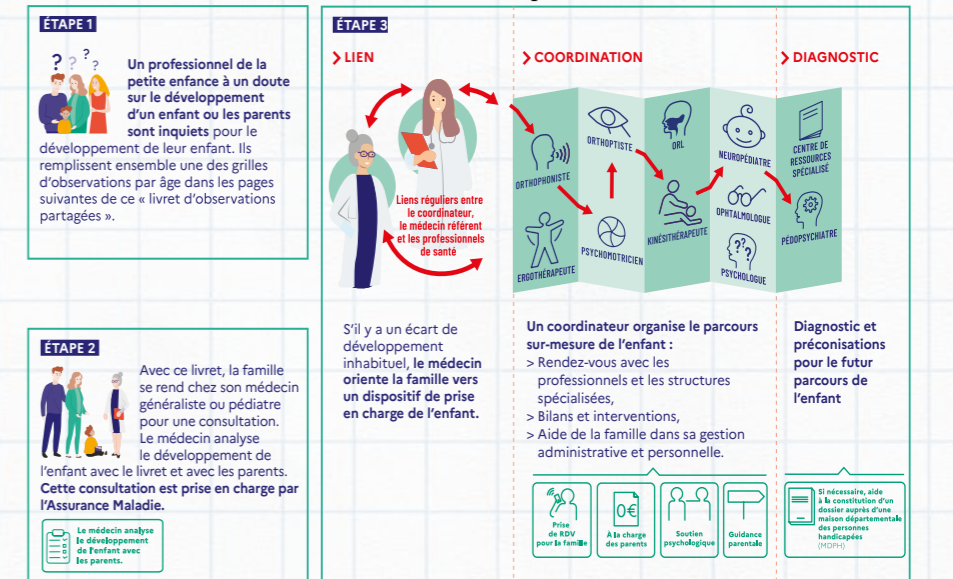 ÉTAPE 1
? ? ? ?
Un professionnel de la
petite enfance à un doute
sur le développement
d'un enfant ou les parents
sont inquiets pour le
développement de leur enfant. Ils
remplissent ensemble une des grilles
d'observations par âge dans les pages
suivantes de ce « livret d'observations
partagées ».
ÉTAPE 2
Avec ce livret, la famille
se rend chez son médecin
généraliste ou pédiatre
pour une consultation.
Le médecin analyse
le développement de
l'enfant avec le livret et avec les parents.
Cette consultation est prise en charge par
l'Assurance Maladie.
Le médecin analyse
le développement
de l'enfant avec
les parents.
ÉTAPE 3
> LIEN
Liens réguliers entre
le coordinateur,
le médecin référent
et les professionnels
de santé
S'il y a un écart de
développement
inhabituel, le médecin
oriente la famille vers
un dispositif de prise
en charge de l'enfant.
> COORDINATION
ORTHOPHONISTE
ERGOTHÉRAPEUTE
ORTHOPTISTE
PSYCHOMOTRICIEN
ORL
KINÉSITHÉRAPEUTE
NEUROPÉDIATRE
OPHTALMOLOGUE
???
PSYCHOLOGUE
CENTRE DE
RESSOURCES
SPÉCIALISÉ
PÉDOPSYCHIATRE
Un coordinateur organise le parcours
sur-mesure de l'enfant :
> Rendez-vous avec les
professionnels et les structures
spécialisées,
> Bilans et interventions,
> Aide de la famille dans sa gestion
administrative et personnelle.
Prise
de RDV
pour la famille
0€
À la charge
des parents
Soutien
psychologique
Guidance
parentale
> DIAGNOSTIC
Diagnostic et
préconisations
pour le futur
parcours de
l'enfant
Si nécessaire, aide
à la constitution d'un
dossier auprès d'une
maison départementale
des personnes
handicapées
(MDPH)